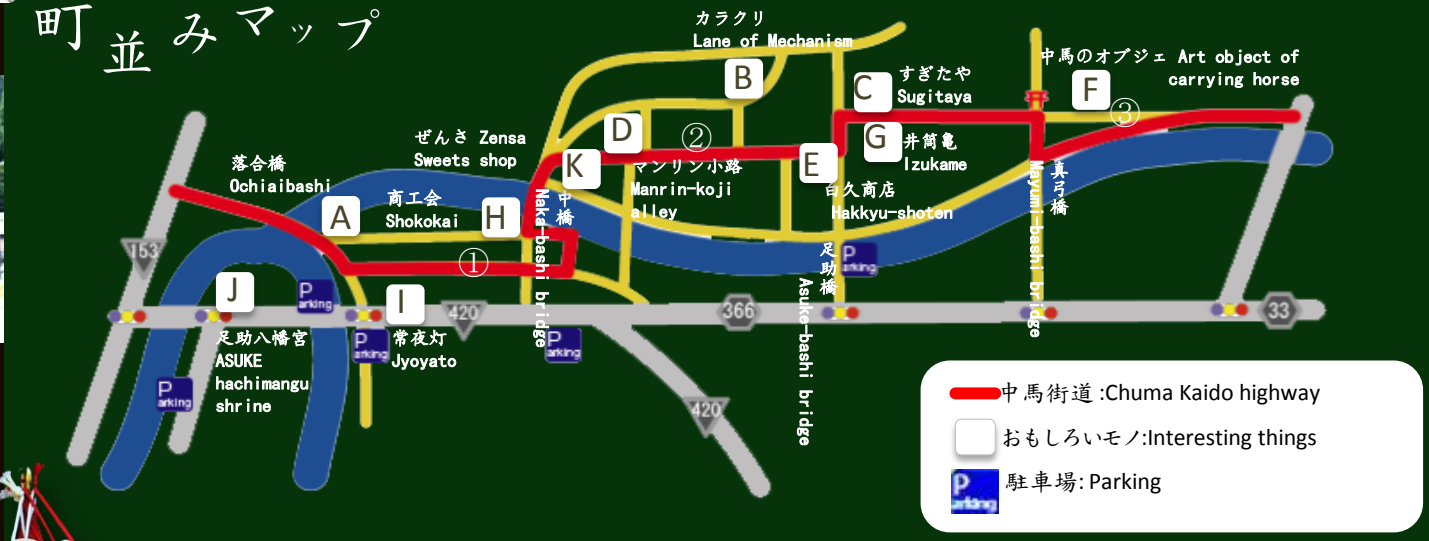 町並みマップ
カラクリ
Lane of Mechanism
中馬のオブジェ Art object of
carrying horse
B
C
すぎたや
Sugitaya
F
③
ぜんさ Zensa
Sweets shop
D
②
G
井筒亀
Izukame
落合橋
Ochiaibashi
K
マンリン小路
Manrin-koji
alley
E
白久商店
Hakkyu-shoten
真弓橋
Mayumi-bashi bridge
A
商工会
Shokokai
H
中橋
Naka-bashi bridge
足助橋
Asuke-bashi bridge
P
arking
153
①
J
P
arking
I
420
366
33
足助八幡宮
ASUKE
hachimangu
shrine
P
arking
常夜灯
Jyoyato
P
arking
P
arking
420
中馬街道:Chuma Kaido highway
おもしろいモノ:Interesting things
P
arking
駐車場: Parking